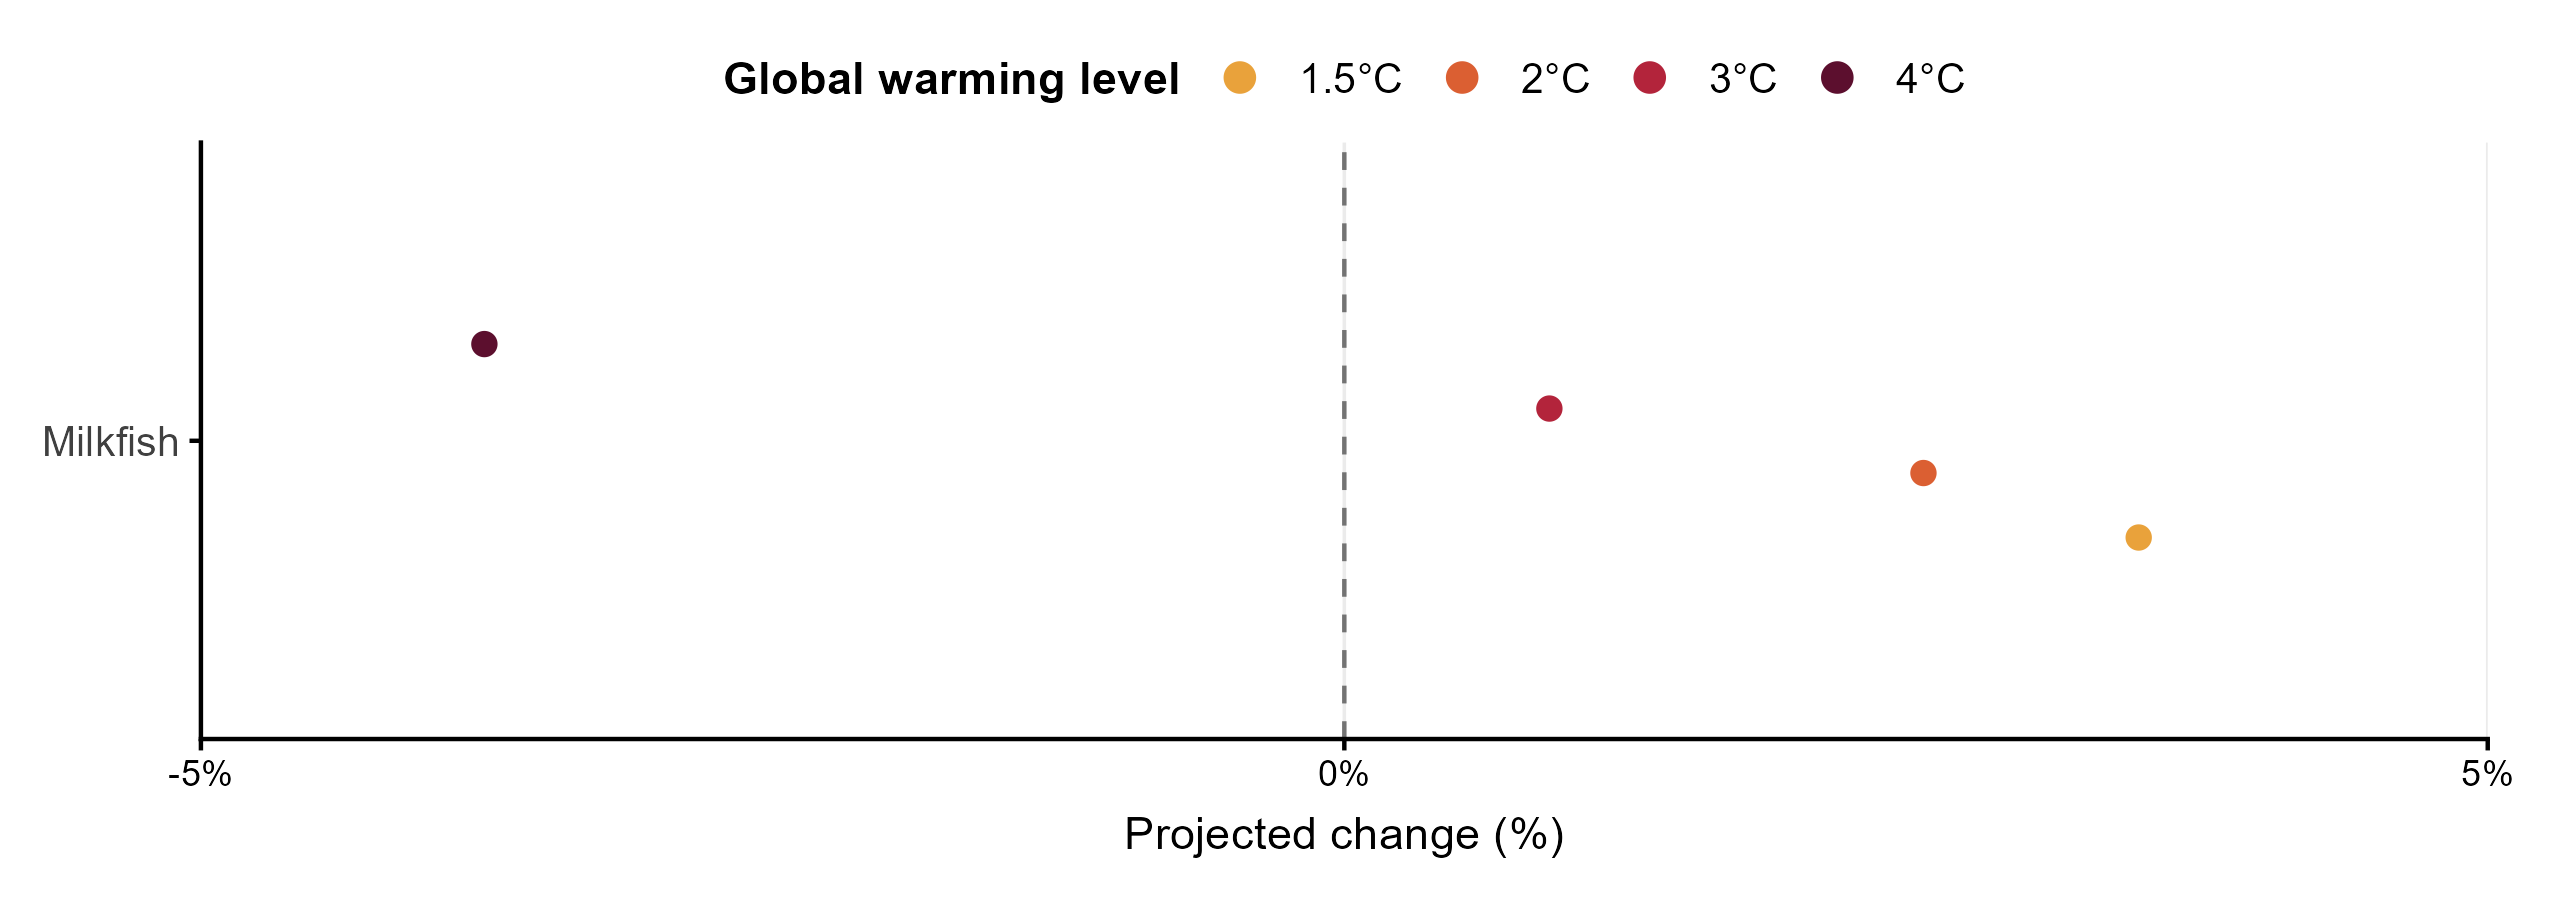 Global warming level 1.5°C 2°C 3°C 4°C
Milkfish
-5% 0% 5%
Projected change (%)